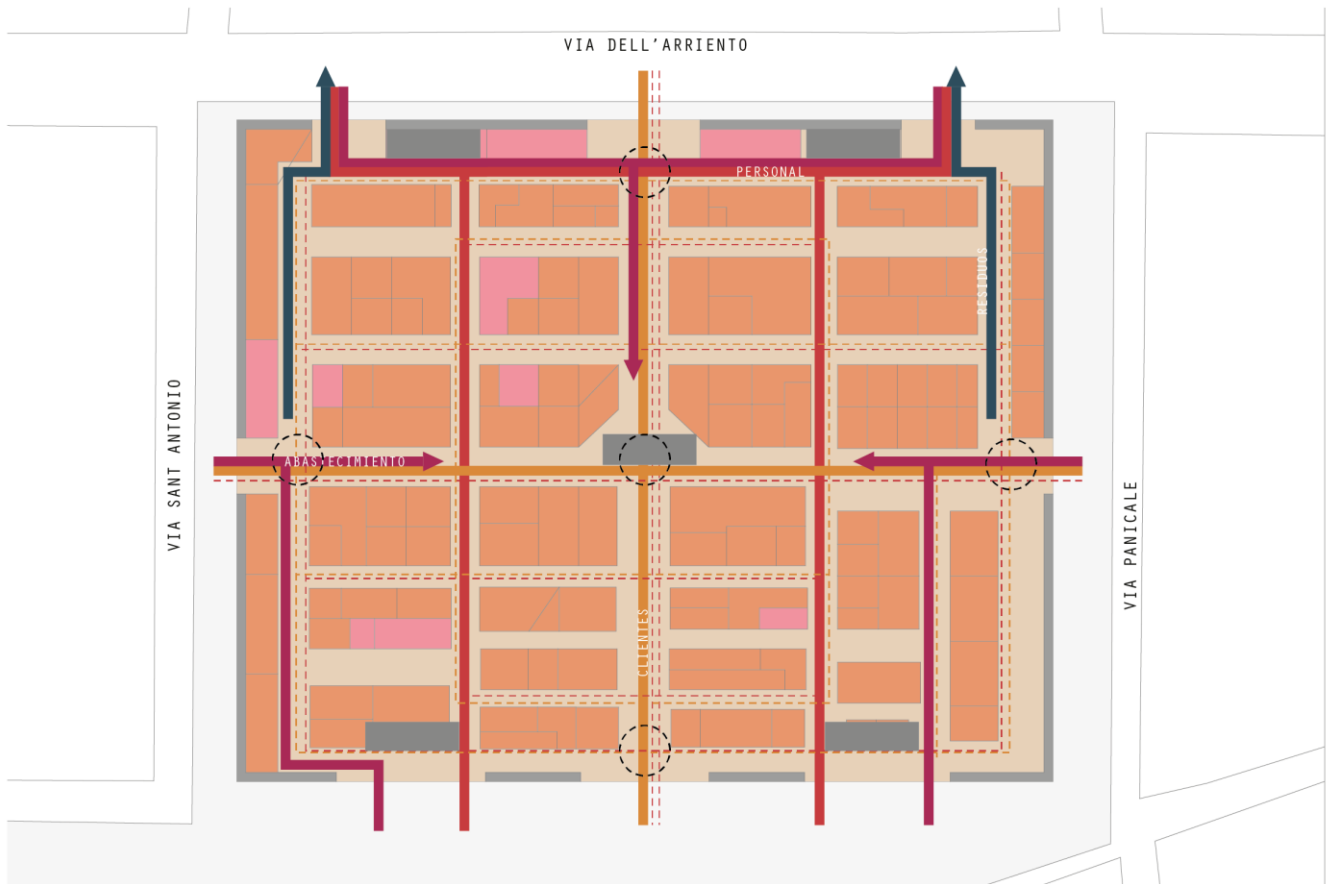 VIA DELL'ARRIENTO
PERSONAL
RESIDUOS
VIA SANT ANTONIO
ABASTECIMIENTO
VIA PANICALE
CLIENTES